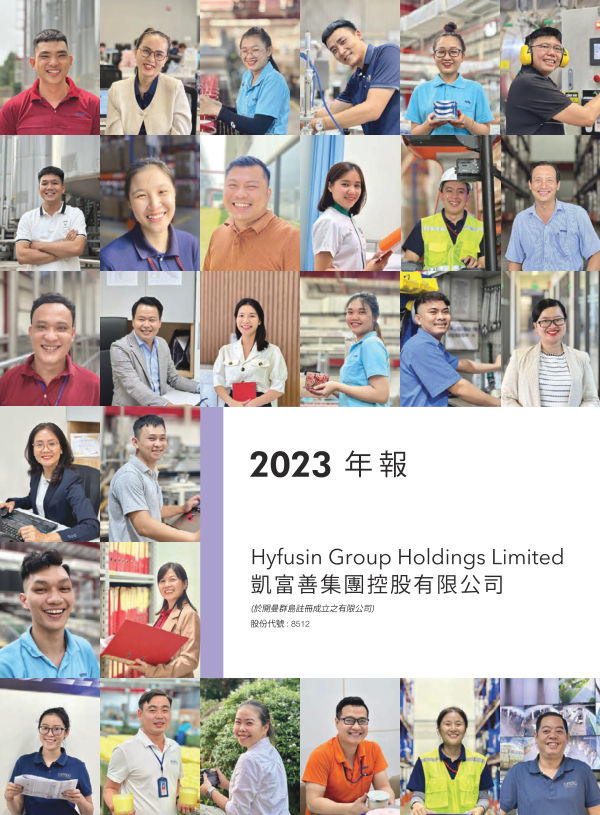 2023 年報
Hyfusin Group Holdings Limited
凱富善集團控股有限公司
(於開曼群島註冊成立之有限公司)
股份代號 : 8512